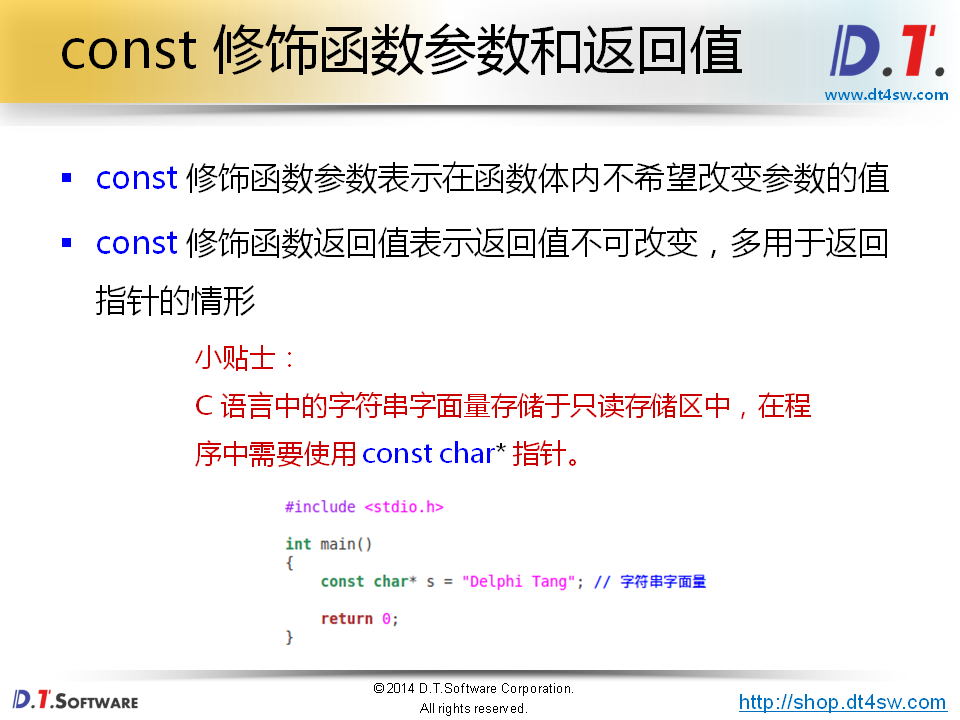 const 修饰函数参数和返回值
D.T.
www.dt4sw.com
const 修饰函数参数表示在函数体内不希望改变参数的值
const 修饰函数返回值表示返回值不可改变，多用于返回
指针的情形
小贴士：
C 语言中的字符串字面量存储于只读存储区中，在程
序中需要使用 const char* 指针。
#include <stdio.h>
int main()
{
const char* s = "Delphi Tang"; // 字符串字面量
return 0;
}
D.T.SOFTWARE
©2014 D.T.Software Corporation.
All rights reserved.
http://shop.dt4sw.com